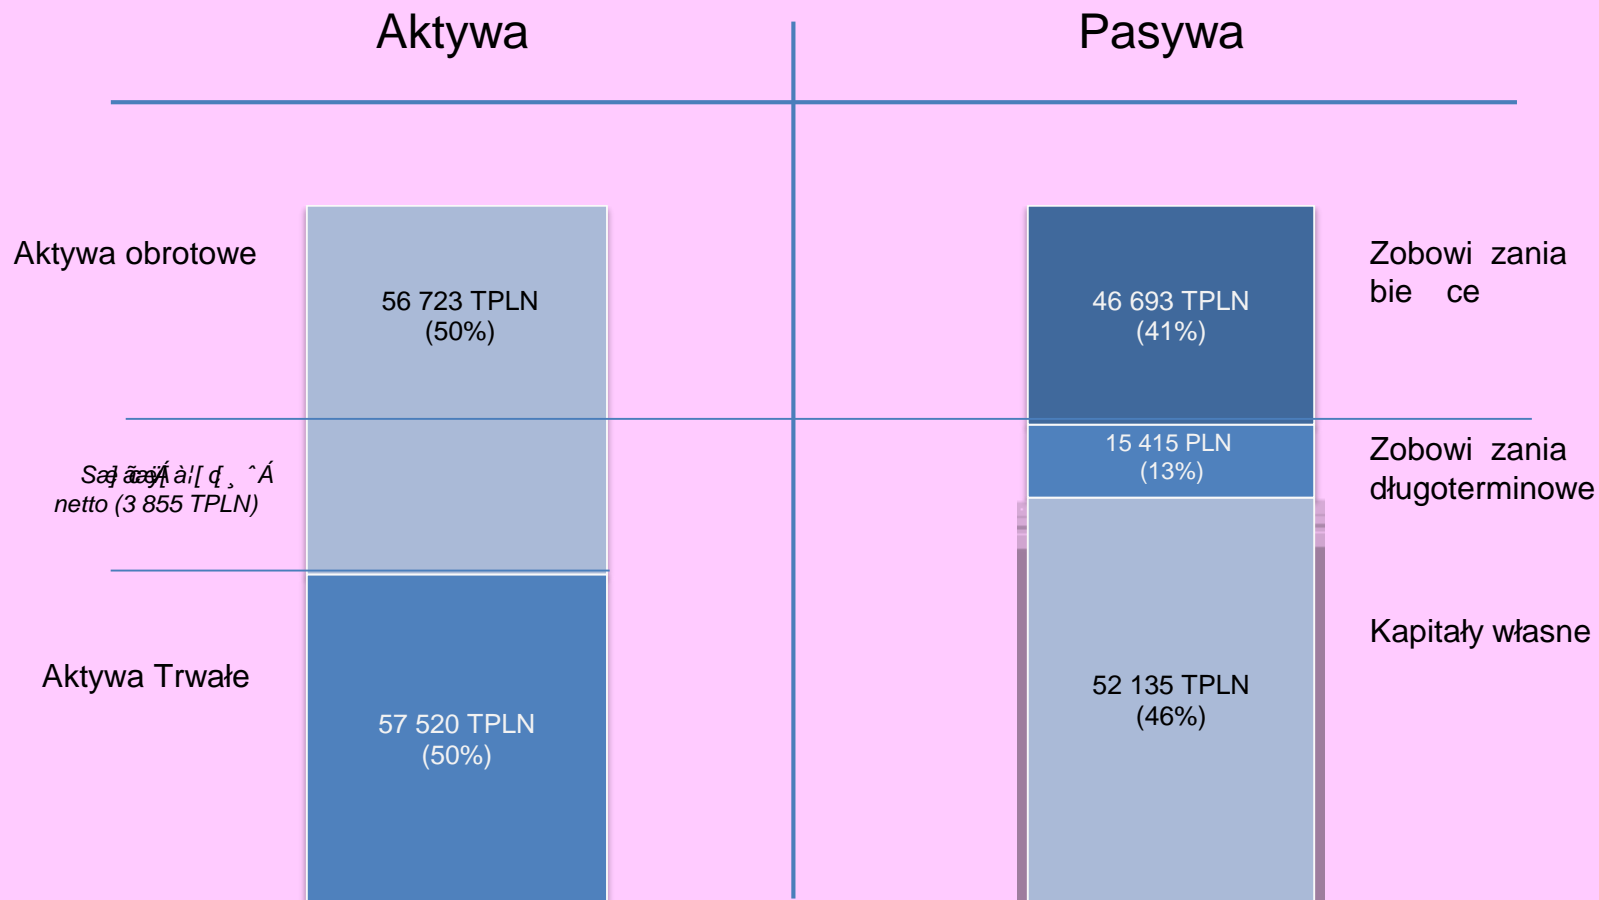 Aktywa
Pasywa
Aktywa obrotowe
56 723 TPLN
(50%)
46 693 TPLN
(41%)
Zobowi zania
bie ce
15 415 PLN
(13%)
Zobowi zania
długoterminowe
netto (3 855 TPLN)
Kapitały własne
Aktywa Trwałe
52 135 TPLN
(46%)
57 520 TPLN
(50%)